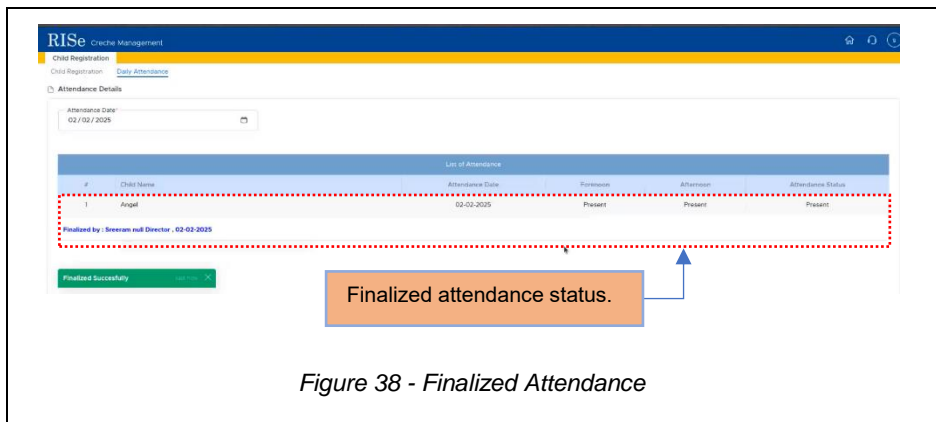 RISe Creche Management
Child Registration
Child Registration Daily Attendance
Attendance Details
Attendance Date*
02/02/2025
List of Attendance
# Child Name Attendance Date Forenoon Afternoon Attendance Status
1 Angel 02-02-2025 Present Present Present
Finalized by : Sreeram null Director , 02-02-2025
Finalized Succesfully
Finalized attendance status.
Figure 38 - Finalized Attendance